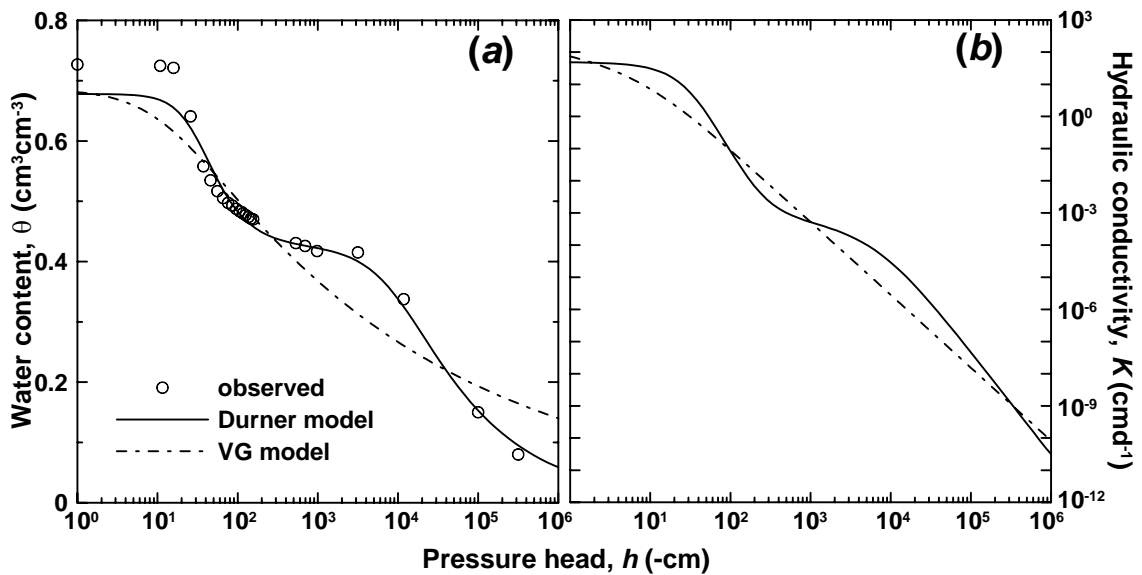 (a)
(b)
0.8
0.6
0.4
0.2
0
Water content, θ (cm³cm⁻³)
observed
Durner model
VG model
10⁰ 10¹ 10² 10³ 10⁴ 10⁵ 10⁶
10¹ 10² 10³ 10⁴ 10⁵ 10⁶
Pressure head, h (-cm)
10³
10⁰
10⁻³
10⁻⁶
10⁻⁹
10⁻¹²
Hydraulic conductivity, K (cmd⁻¹)